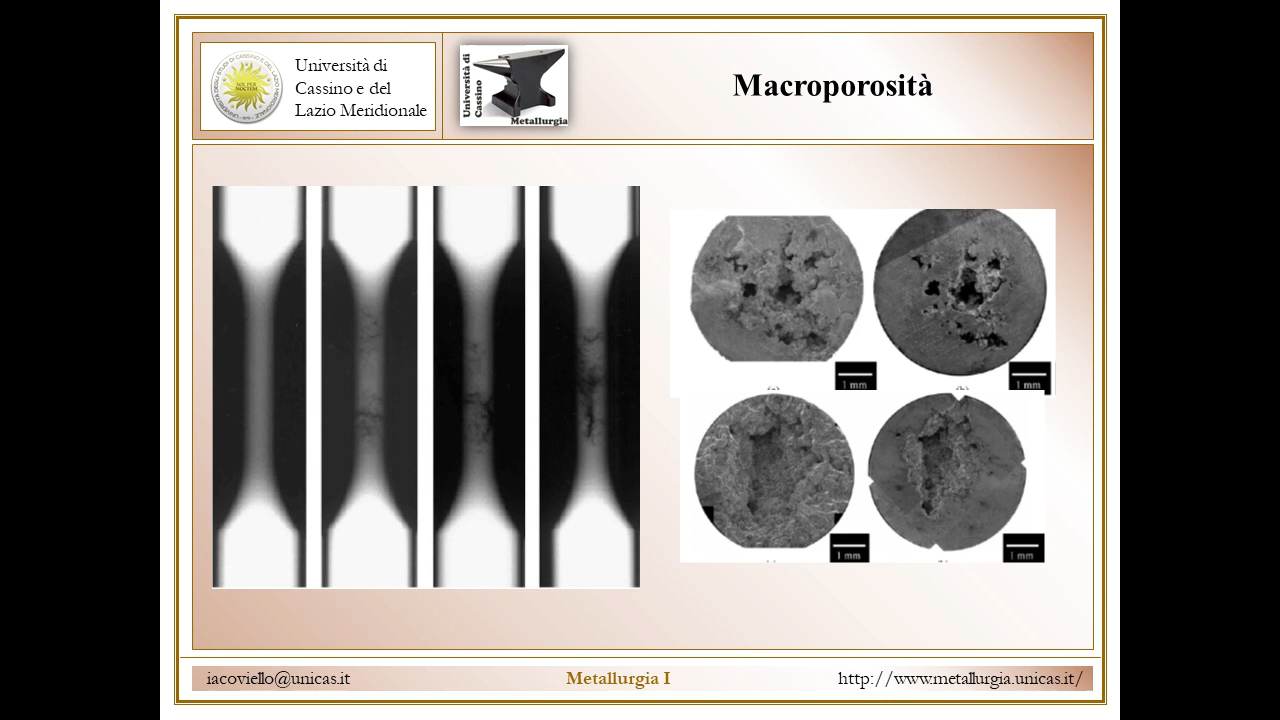 Università di
Cassino e del
Lazio Meridionale
Università di
Cassino
Metallurgia
Macroporosità
1 mm
1 mm
1 mm
1 mm
iacoviello@unicas.it
Metallurgia I
http://www.metallurgia.unicas.it/